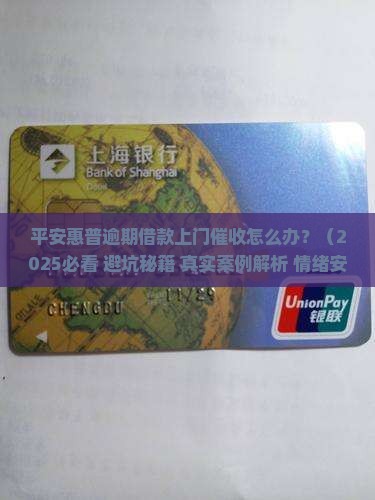 上海银行
Bank of Shanghai
平安惠普逾期借款上门催收怎么办？（2
025必看 避坑秘籍 真实案例解析 情绪安
11/29
CHENGDU
UnionPay
银联